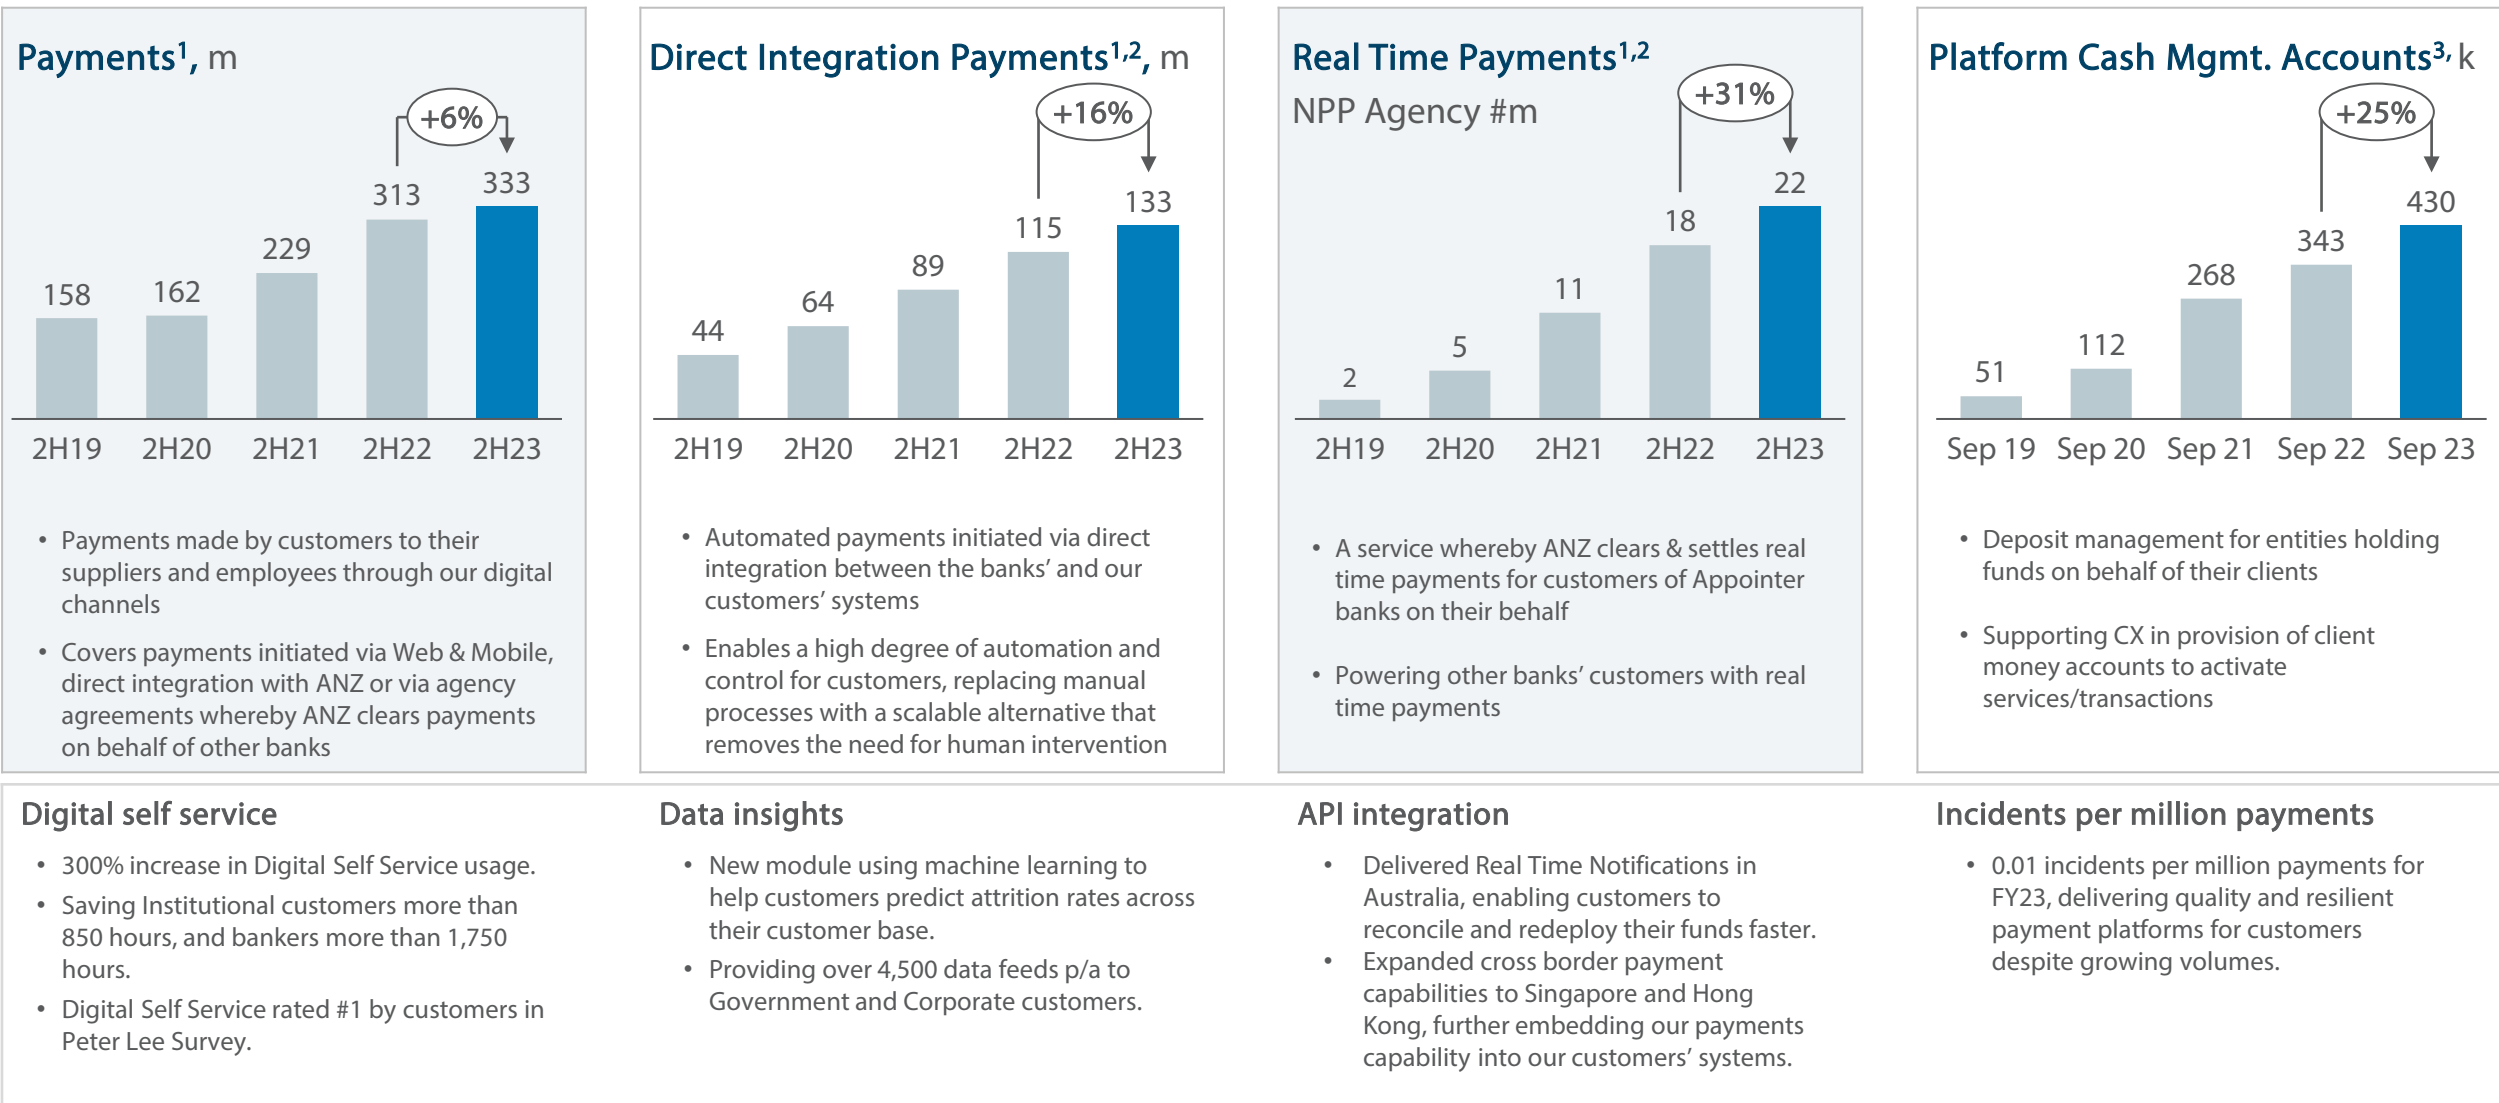 Payments1, m
+6%
158
162
229
313
333
2H19 2H20 2H21 2H22 2H23
• Payments made by customers to their
suppliers and employees through our digital
channels
• Covers payments initiated via Web & Mobile,
direct integration with ANZ or via agency
agreements whereby ANZ clears payments
on behalf of other banks
Direct Integration Payments1,2, m
+16%
44
64
89
115
133
2H19 2H20 2H21 2H22 2H23
• Automated payments initiated via direct
integration between the banks’ and our
customers’ systems
• Enables a high degree of automation and
control for customers, replacing manual
processes with a scalable alternative that
removes the need for human intervention
Real Time Payments1,2
NPP Agency #m
+31%
2
5
11
18
22
2H19 2H20 2H21 2H22 2H23
• A service whereby ANZ clears & settles real
time payments for customers of Appointer
banks on their behalf
• Powering other banks’ customers with real
time payments
Platform Cash Mgmt. Accounts3, k
+25%
51
112
268
343
430
Sep 19 Sep 20 Sep 21 Sep 22 Sep 23
• Deposit management for entities holding
funds on behalf of their clients
• Supporting CX in provision of client
money accounts to activate
services/transactions
Digital self service
• 300% increase in Digital Self Service usage.
• Saving Institutional customers more than
850 hours, and bankers more than 1,750
hours.
• Digital Self Service rated #1 by customers in
Peter Lee Survey.
Data insights
• New module using machine learning to
help customers predict attrition rates across
their customer base.
• Providing over 4,500 data feeds p/a to
Government and Corporate customers.
API integration
• Delivered Real Time Notifications in
Australia, enabling customers to
reconcile and redeploy their funds faster.
• Expanded cross border payment
capabilities to Singapore and Hong
Kong, further embedding our payments
capability into our customers’ systems.
Incidents per million payments
• 0.01 incidents per million payments for
FY23, delivering quality and resilient
payment platforms for customers
despite growing volumes.